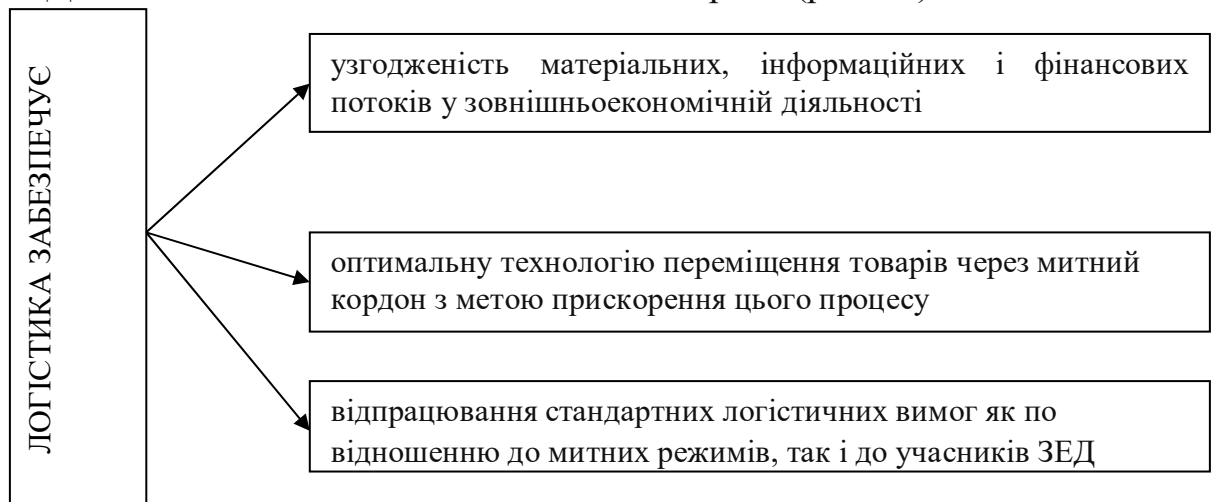 ЛОГІСТИКА ЗАБЕЗПЕЧУЄ
узгодженість матеріальних, інформаційних і фінансових
потоків у зовнішньоекономічній діяльності
оптимальну технологію переміщення товарів через митний
кордон з метою прискорення цього процесу
відпрацювання стандартних логістичних вимог як по
відношенню до митних режимів, так і до учасників ЗЕД